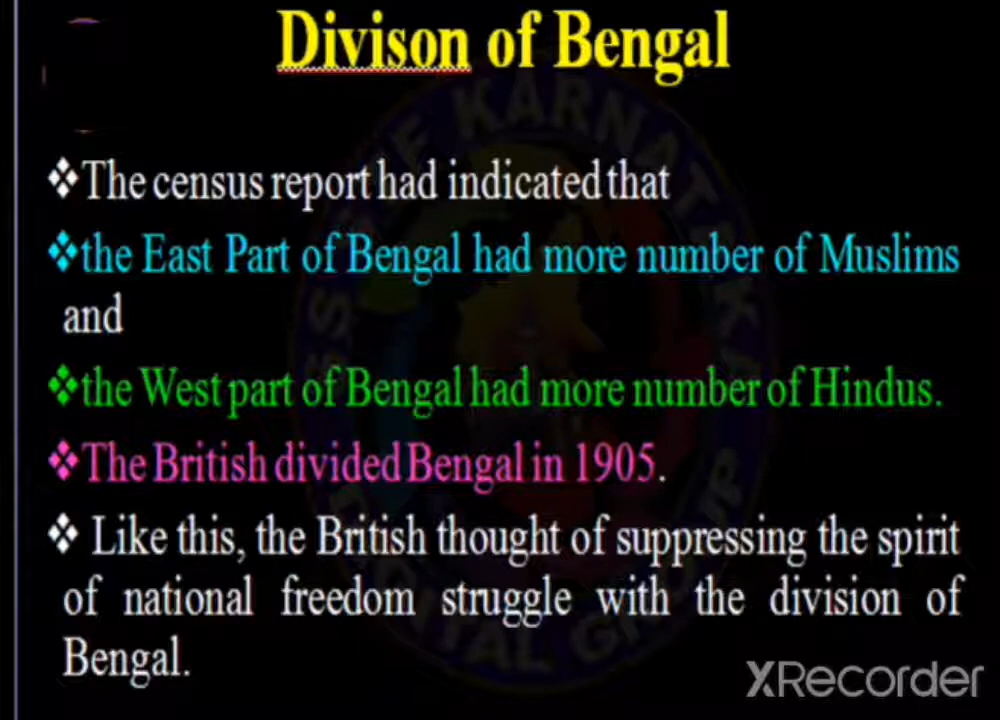 Divison of Bengal
❖The census report had indicated that
❖the East Part of Bengal had more number of Muslims
and
❖the West part of Bengal had more number of Hindus.
❖The British divided Bengal in 1905.
❖ Like this, the British thought of suppressing the spirit
of national freedom struggle with the division of
Bengal.
XRecorder